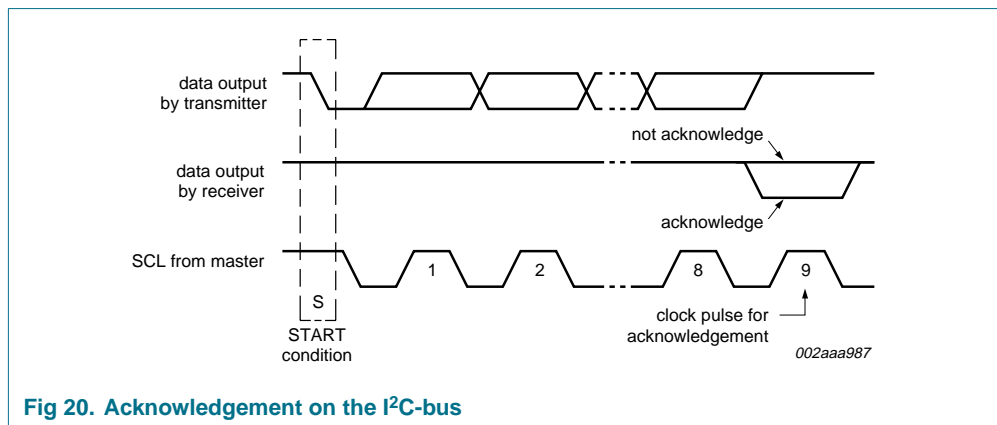 data output
by transmitter
not acknowledge
data output
by receiver
acknowledge
SCL from master
1
2
8
9
S
START
condition
clock pulse for
acknowledgement
002aaa987
Fig 20. Acknowledgement on the I²C-bus